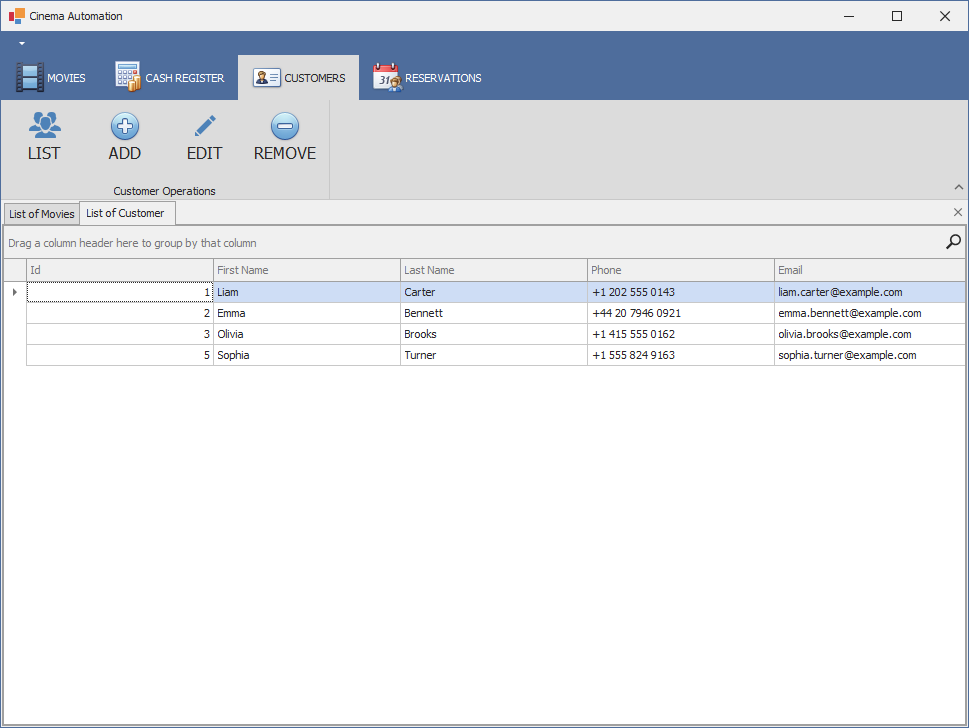 Cinema Automation
MOVIES CASH REGISTER CUSTOMERS 31 RESERVATIONS
LIST ADD EDIT REMOVE
Customer Operations
List of Movies List of Customer
Drag a column header here to group by that column
Id First Name Last Name Phone Email
1 Liam Carter +1 202 555 0143 liam.carter@example.com
2 Emma Bennett +44 20 7946 0921 emma.bennett@example.com
3 Olivia Brooks +1 415 555 0162 olivia.brooks@example.com
5 Sophia Turner +1 555 824 9163 sophia.turner@example.com